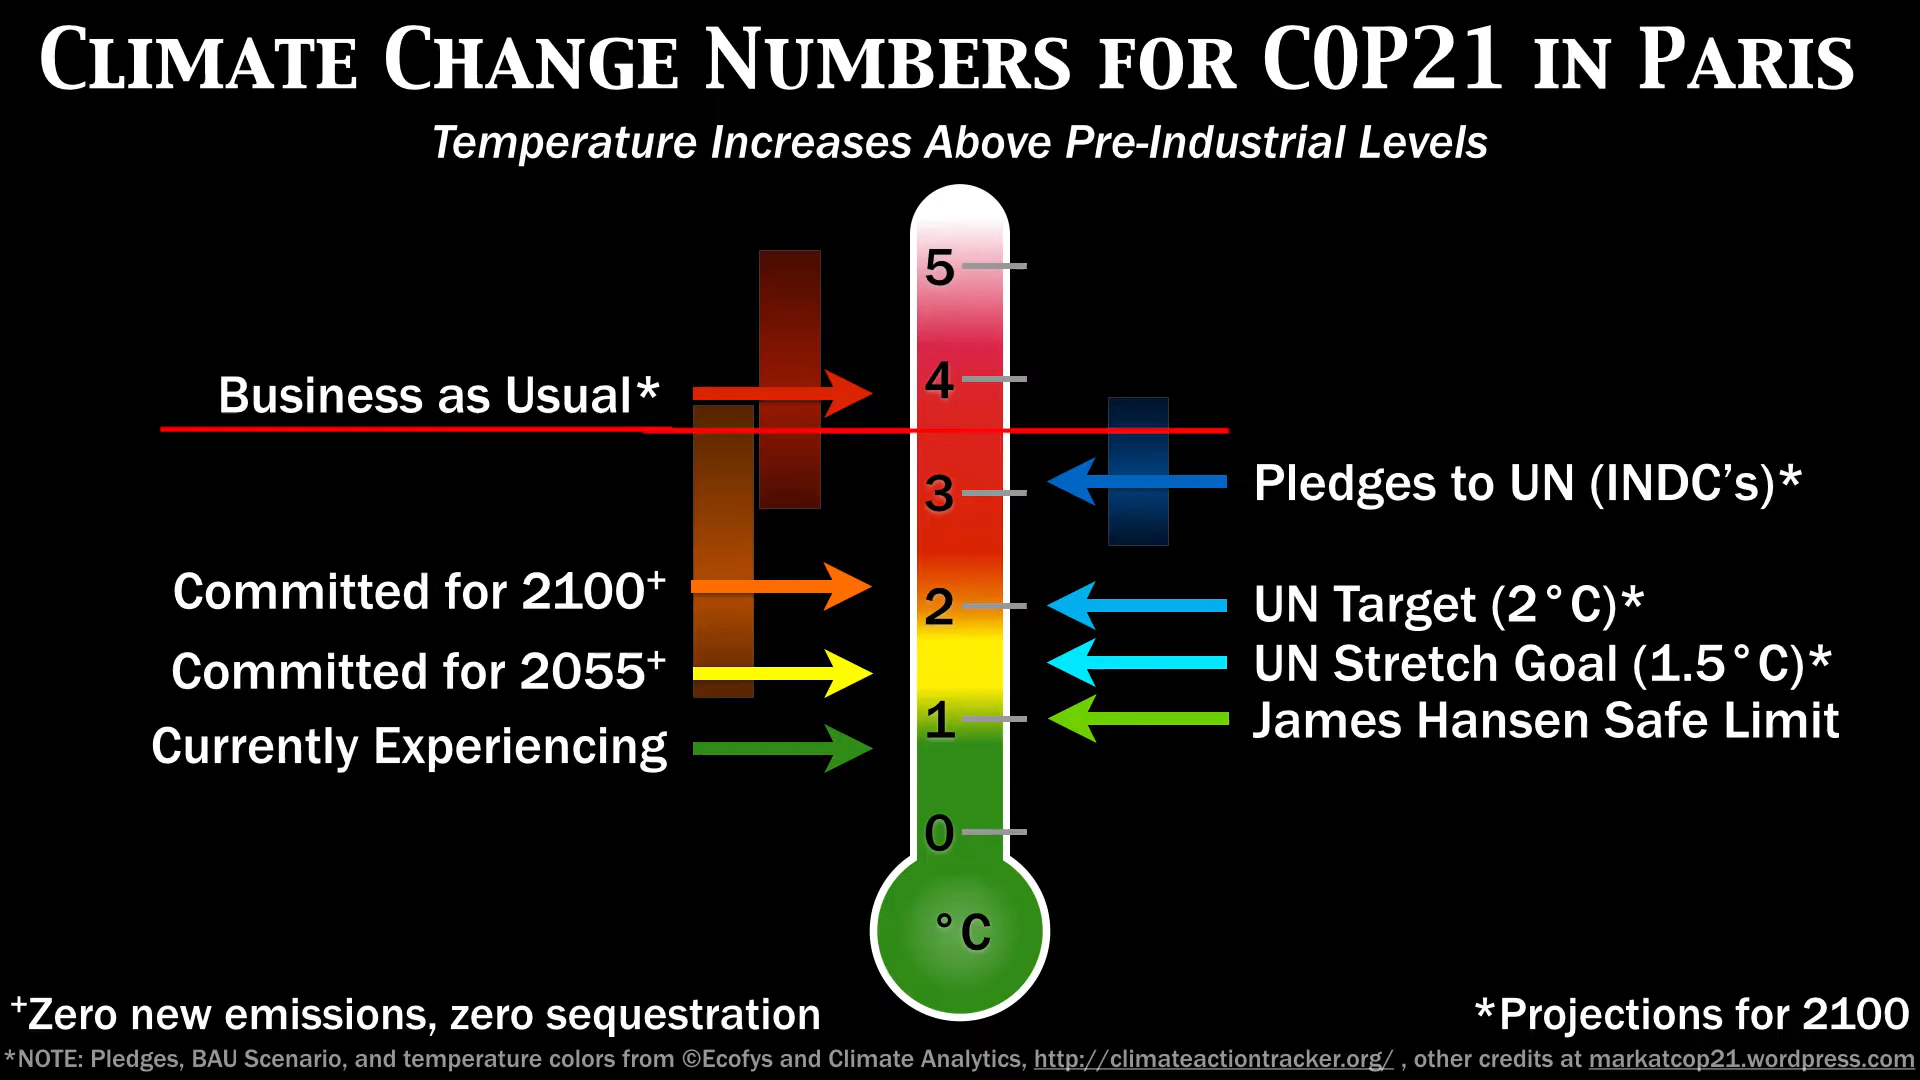 CLIMATE CHANGE NUMBERS FOR C0P21 IN PARIS
Temperature Increases Above Pre-Industrial Levels
5
4
3
2
1
0
°C
Business as Usual*
Committed for 2100+
Committed for 2055+
Currently Experiencing
Pledges to UN (INDC’s)*
UN Target (2°C)*
UN Stretch Goal (1.5°C)*
James Hansen Safe Limit
+Zero new emissions, zero sequestration
*Projections for 2100
*NOTE: Pledges, BAU Scenario, and temperature colors from ©Ecofys and Climate Analytics, http://climateactiontracker.org/ , other credits at markatcop21.wordpress.com